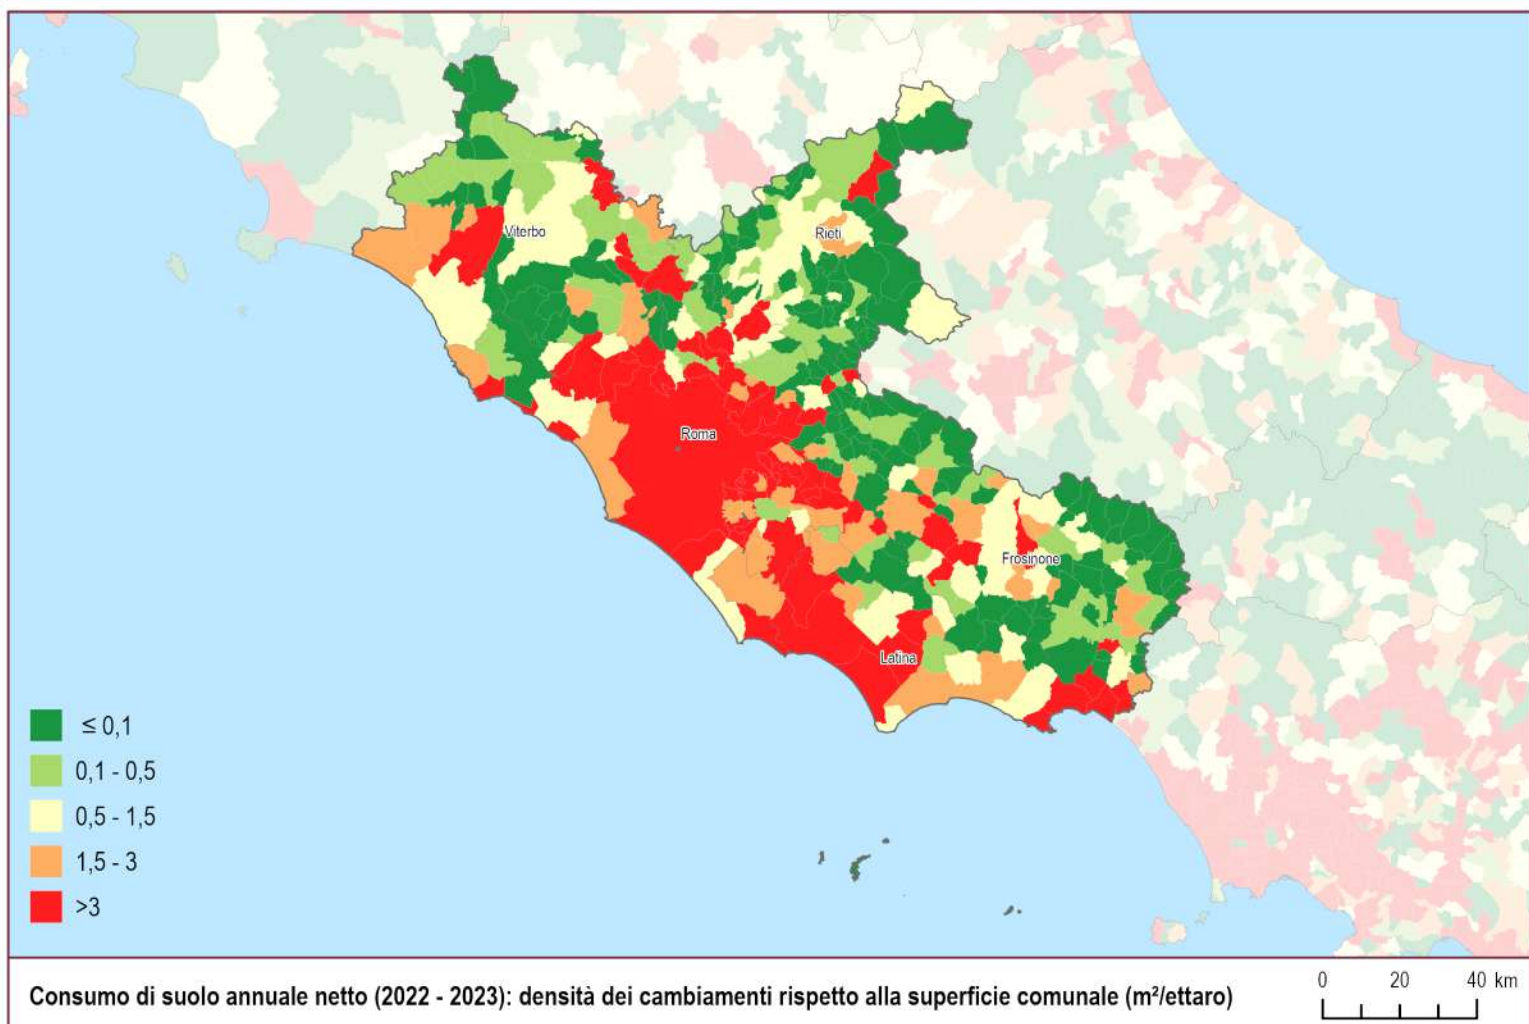 Viterbo
Rieti
Roma
Frosinone
Latina
≤ 0,1
0,1 - 0,5
0,5 - 1,5
1,5 - 3
>3
0 20 40 km
Consumo di suolo annuale netto (2022 - 2023): densità dei cambiamenti rispetto alla superficie comunale (m²/ettaro)